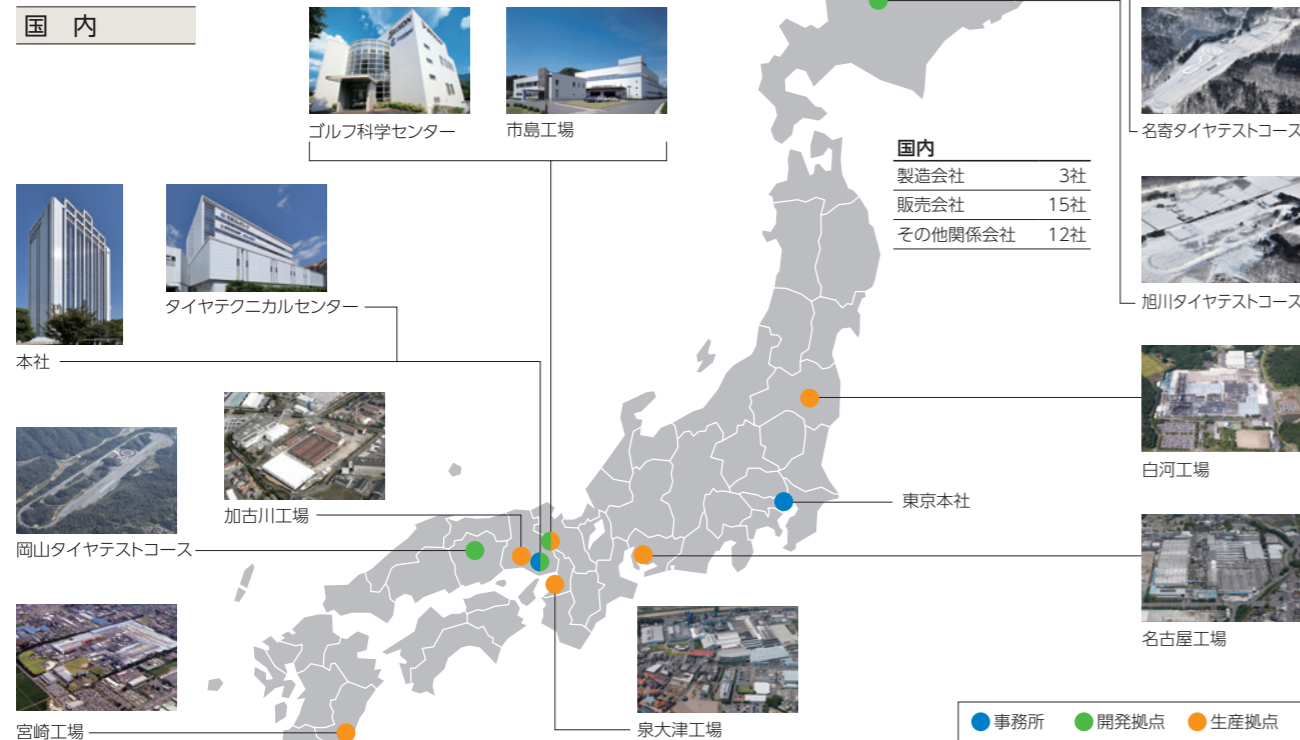 国 内
ゴルフ科学センター
市島工場
名寄タイヤテストコース
国内
製造会社 3社
販売会社 15社
その他関係会社 12社
タイヤテクニカルセンター
旭川タイヤテストコース
本社
白河工場
東京本社
加古川工場
岡山タイヤテストコース
名古屋工場
宮崎工場
泉大津工場
事務所 開発拠点 生産拠点